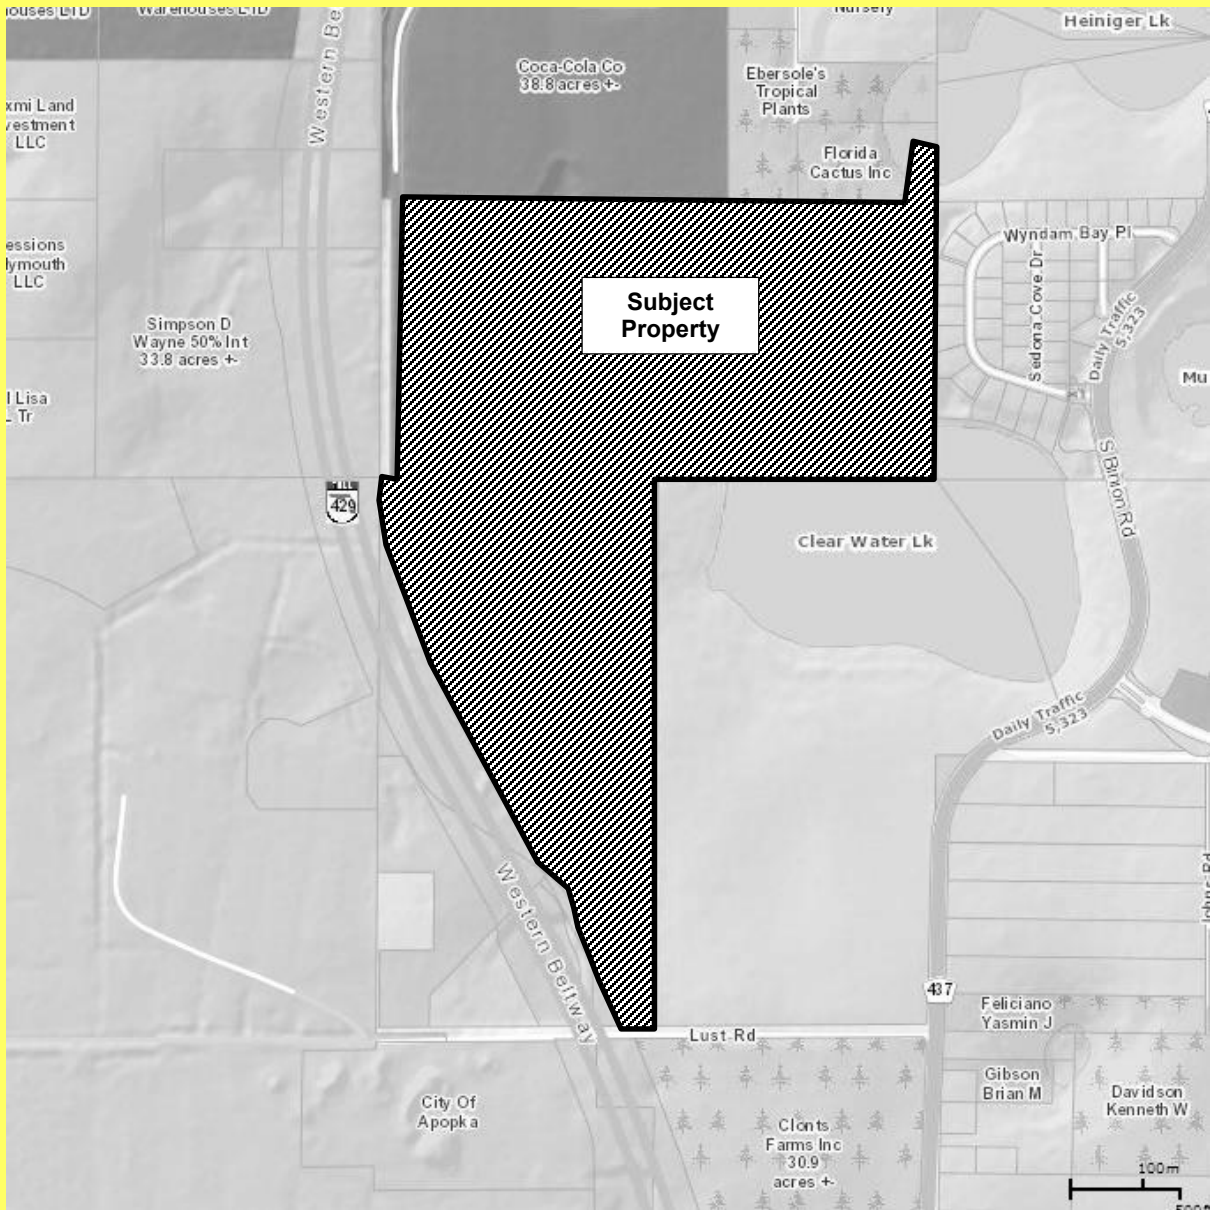 Warehouses LTD
Nursery
Heiniger Lk
Western Be
Coca-Cola Co
38.8 acres +-
Ebersole's
Tropical
Plants
xmi Land
vestment
LLC
Florida
Cactus Inc
essions
lymouth
LLC
Wyndam Bay Pl
Sedona Cove Dr
Subject
Property
Daily Traffic
5,323
Simpson D
Wayne 50% Int
33.8 acres +-
Mu
l Lisa
Tr
S Binion Rd
429
Clear Water Lk
Daily Traffic
5,323
Western Beltway
Johns Rd
437
Feliciano
Yasmin J
Lust Rd
Gibson
Brian M
Davidson
Kenneth W
City Of
Apopka
Clonts
Farms Inc
30.9
acres +-
100m